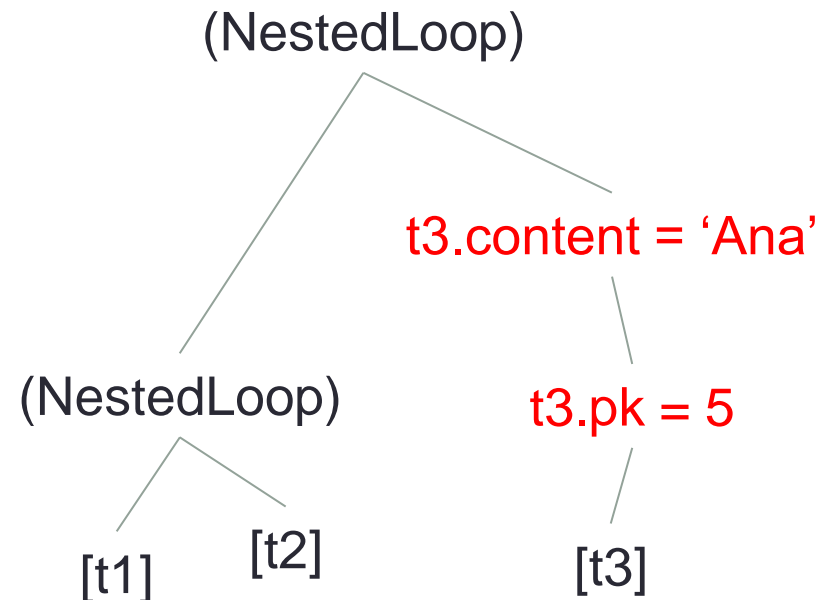 (NestedLoop)
t3.content = ‘Ana’
(NestedLoop)
t3.pk = 5
[t1]
[t2]
[t3]